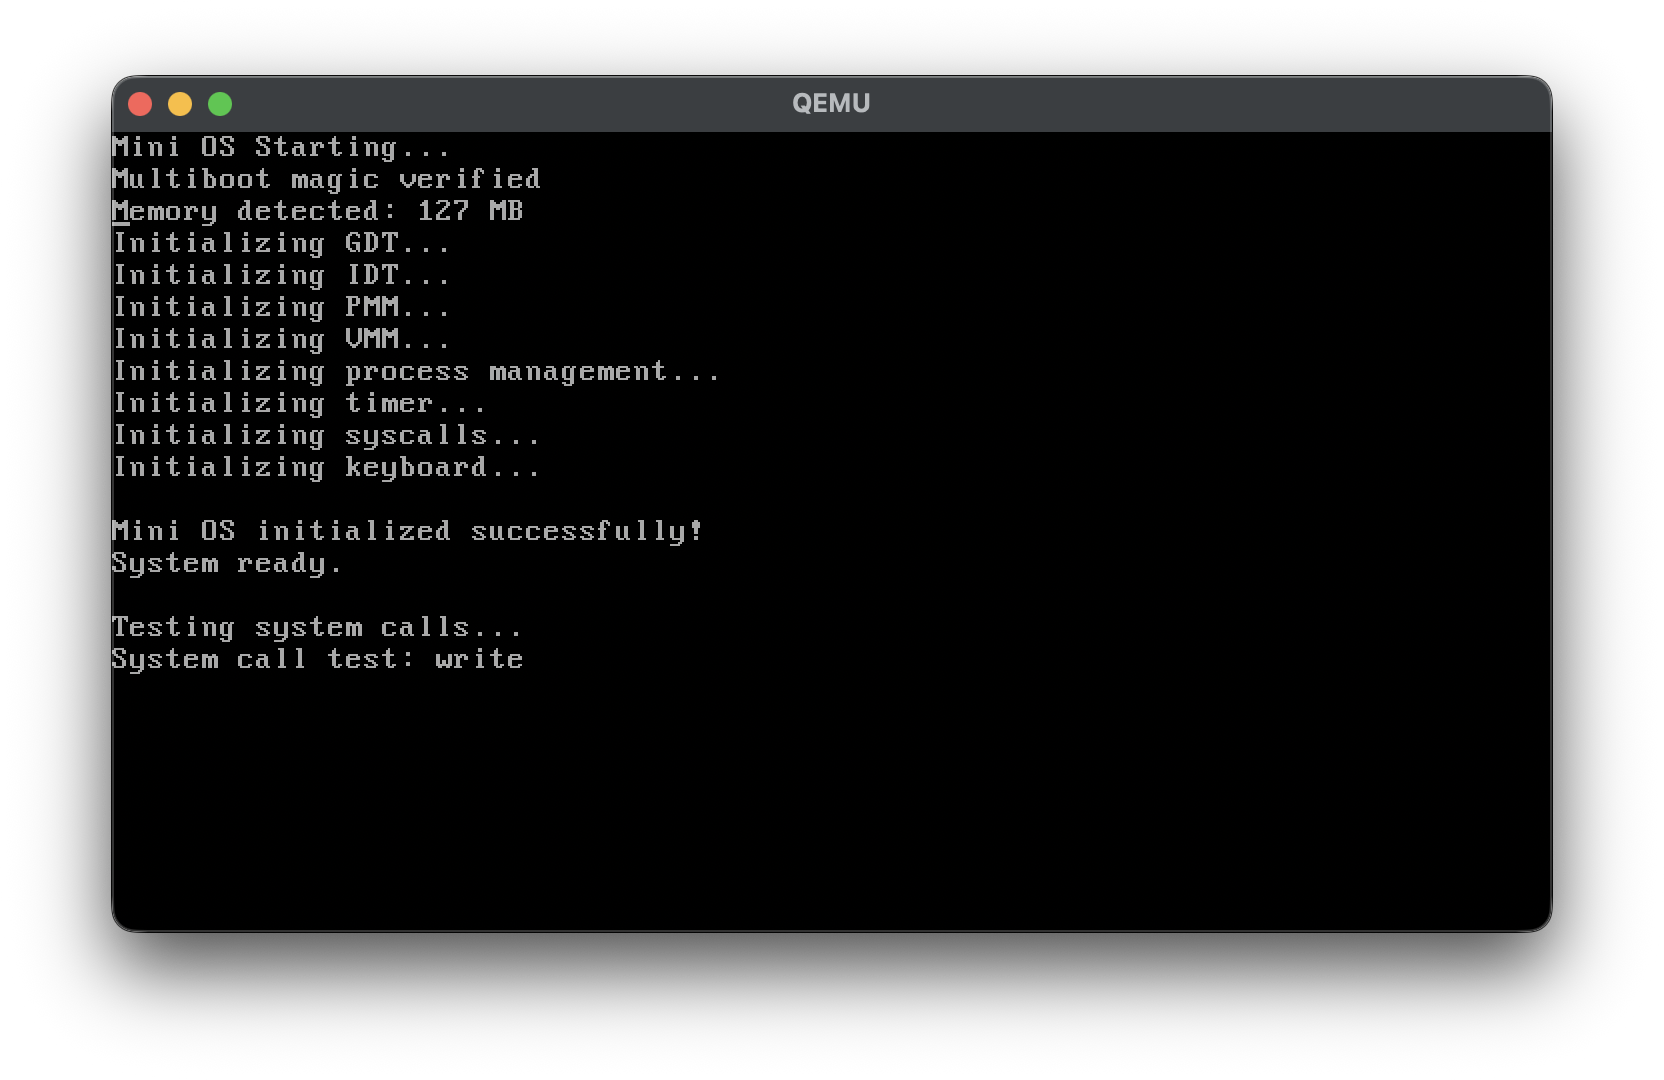 QEMU
Mini OS Starting...
Multiboot magic verified
Memory detected: 127 MB
Initializing GDT...
Initializing IDT...
Initializing PMM...
Initializing VMM...
Initializing process management...
Initializing timer...
Initializing syscalls...
Initializing keyboard...
Mini OS initialized successfully!
System ready.
Testing system calls...
System call test: write